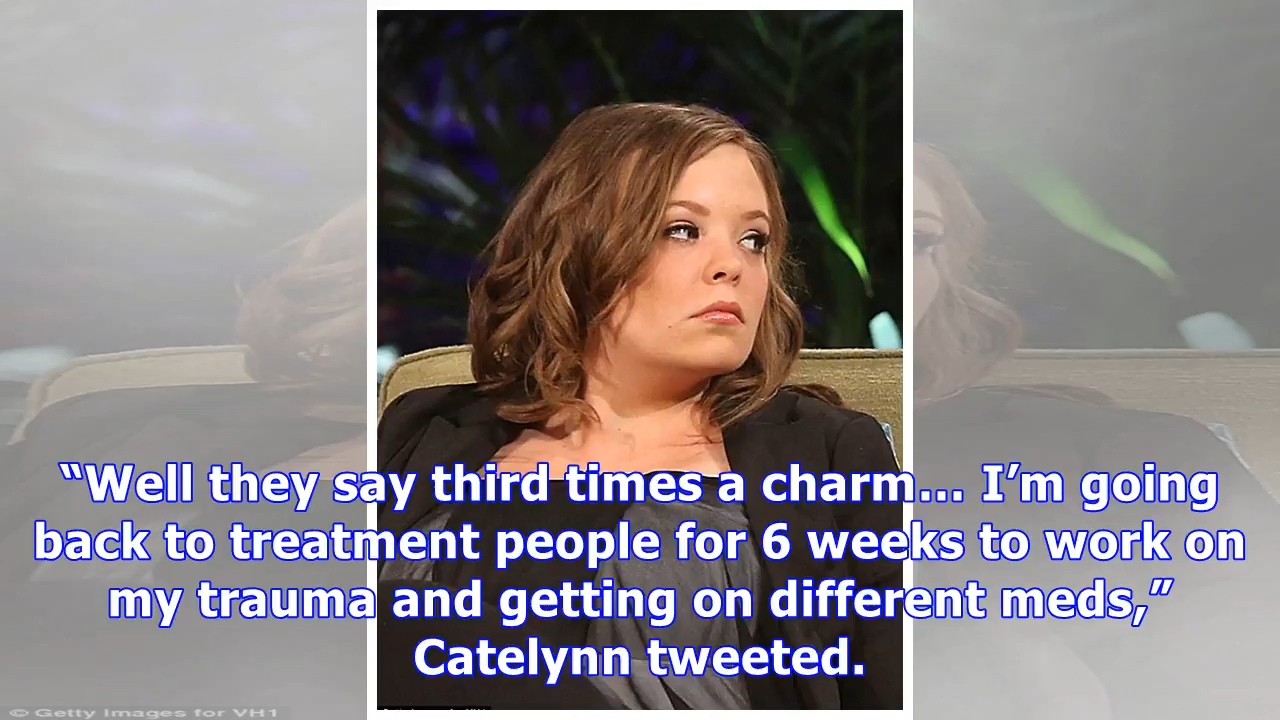 “Well they say third times a charm... I’m going
back to treatment people for 6 weeks to work on
my trauma and getting on different meds,”
Catelynn tweeted.
© Getty Images for VH1